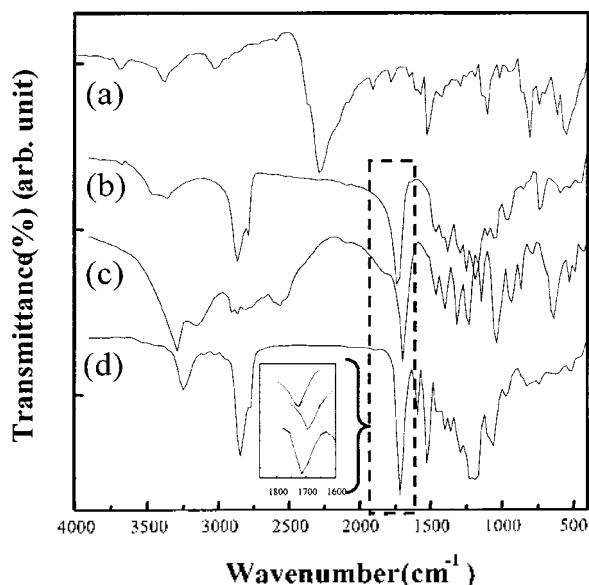 Transmittance(%) (arb. unit)
(a)
(b)
(c)
(d)
1800 1700 1600
4000 3500 3000 2500 2000 1500 1000 500
Wavenumber(cm-1)